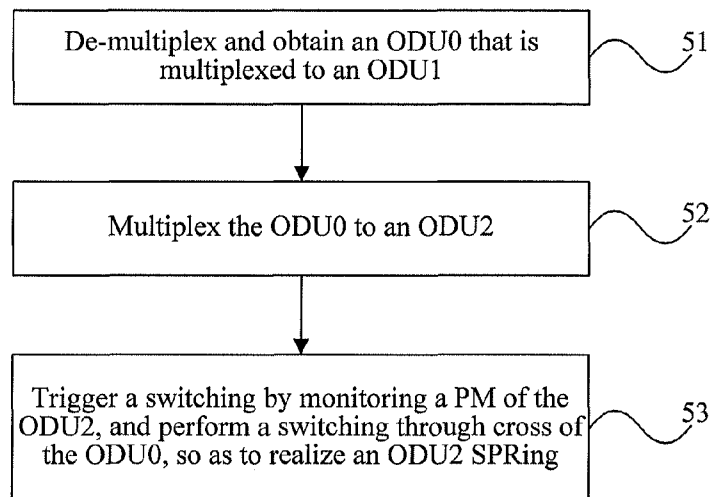 De-multiplex and obtain an ODU0 that is
multiplexed to an ODU1
51
Multiplex the ODU0 to an ODU2
52
Trigger a switching by monitoring a PM of the
ODU2, and perform a switching through cross of
the ODU0, so as to realize an ODU2 SPRing
53